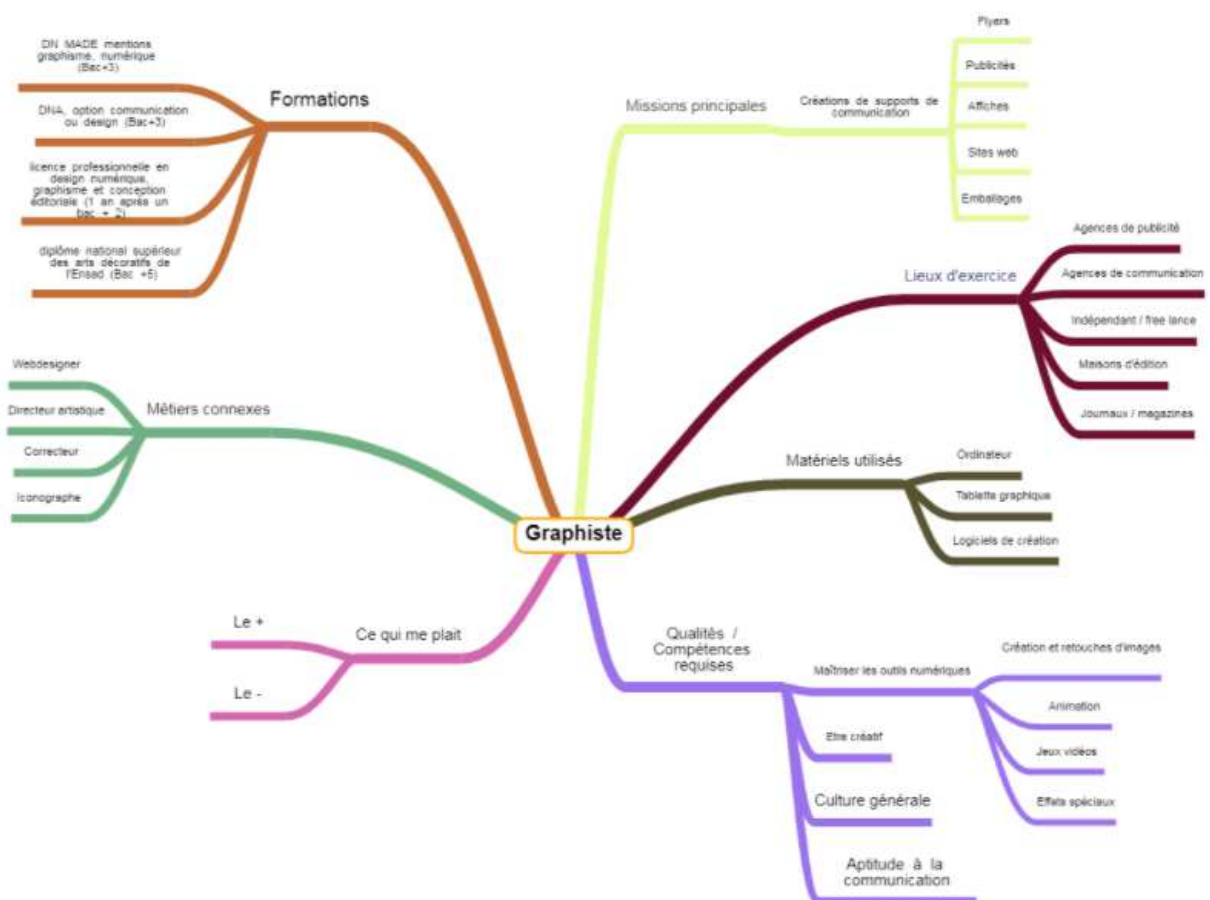 DN MADE mentions
graphisme, numérique
(Bac+3)
Formations
DNA, option communication
ou design (Bac+3)
licence professionnelle en
design numérique,
graphisme et conception
éditoriale (1 an après un
bac + 2)
diplôme national supérieur
des arts décoratifs de
l'Ensad (Bac +5)
Webdesigner
Directeur artistique
Métiers connexes
Correcteur
Iconographe
Graphiste
Le +
Ce qui me plait
Le -
Missions principales
Créations de supports de
communication
Flyers
Publicités
Affiches
Sites web
Emballages
Lieux d'exercice
Agences de publicité
Agences de communication
Indépendant / free lance
Maisons d'édition
Journaux / magazines
Matériels utilisés
Ordinateur
Tablette graphique
Logiciels de création
Qualités /
Compétences
requises
Maîtriser les outils numériques
Création et retouches d'images
Animation
Jeux vidéos
Effets spéciaux
Etre créatif
Culture générale
Aptitude à la
communication